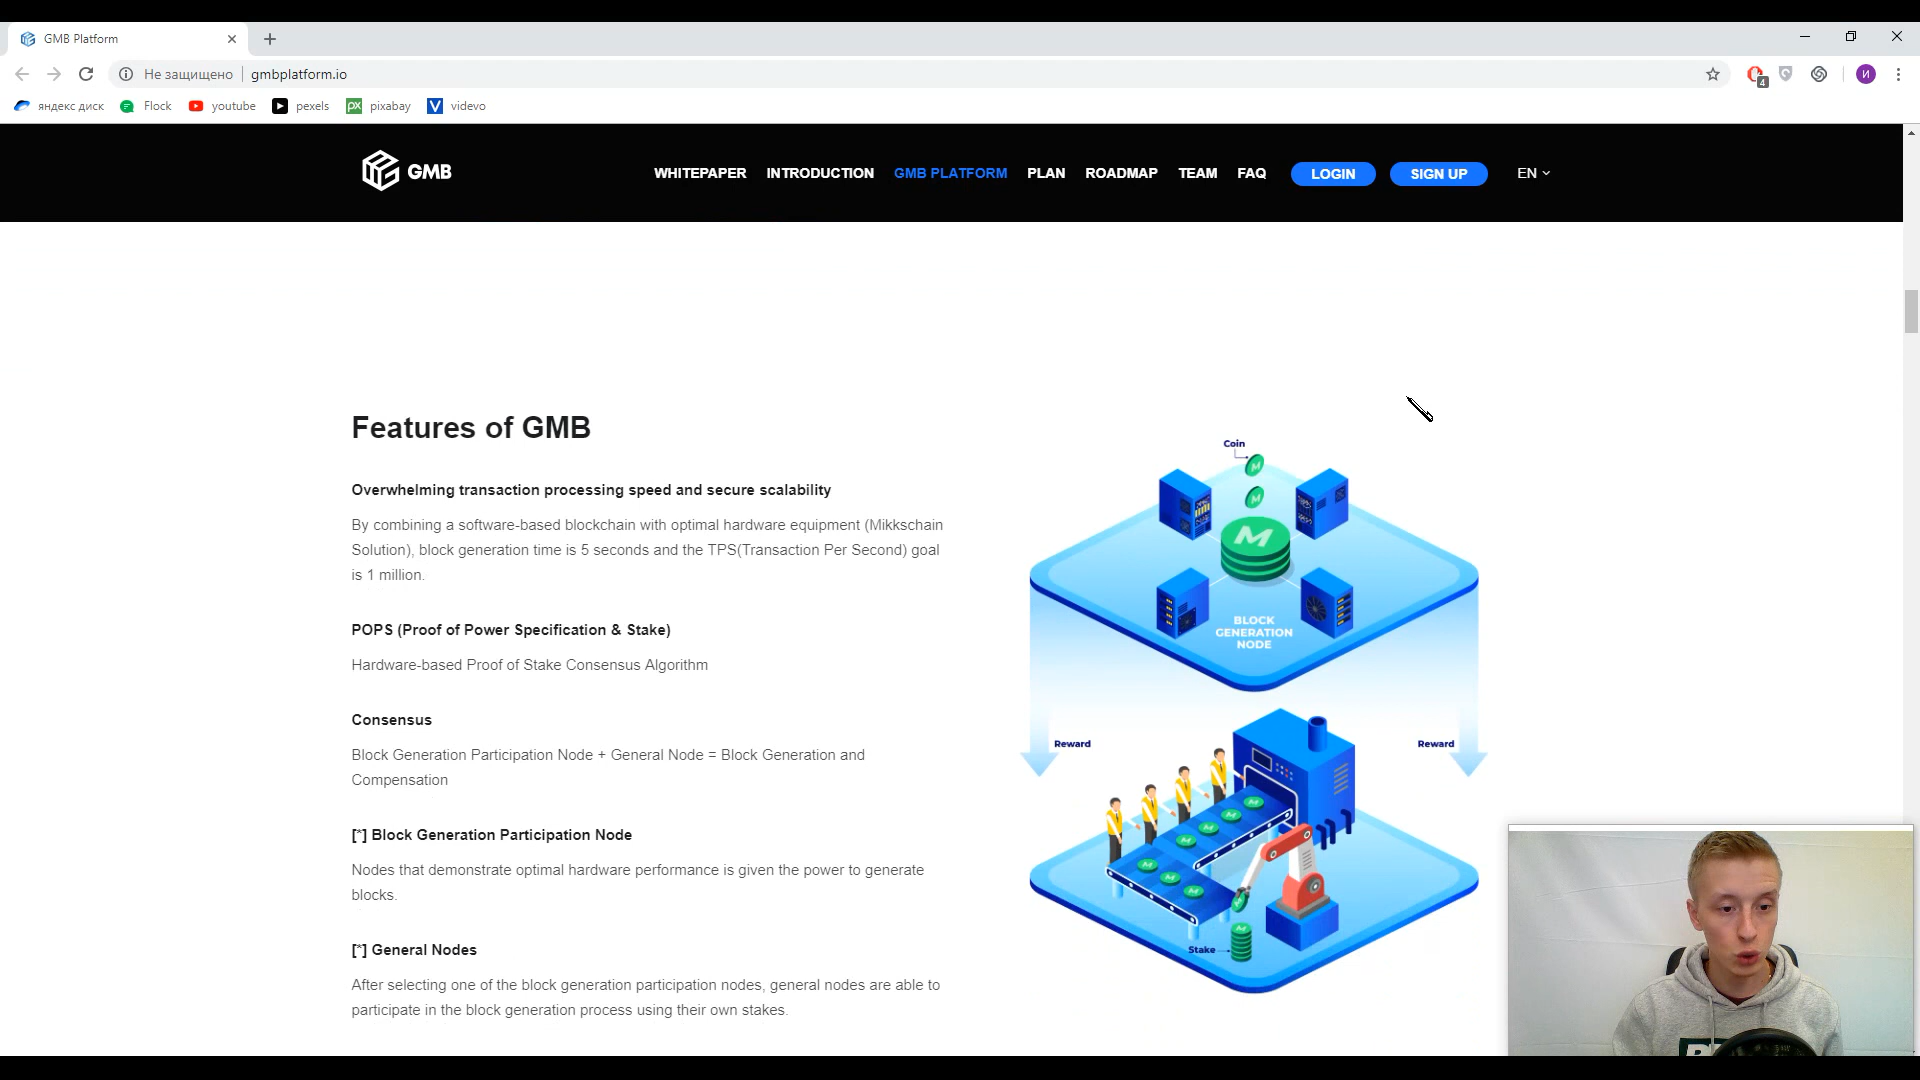 GMB Platform
Не защищено
gmbplatform.io
4
И
яндекс диск
Flock
youtube
px
pexels
pixabay
V
videvo
GMB
WHITEPAPER
INTRODUCTION
GMB PLATFORM
PLAN
ROADMAP
TEAM
FAQ
LOGIN
SIGN UP
EN
Features of GMB
Overwhelming transaction processing speed and secure scalability
By combining a software-based blockchain with optimal hardware equipment (Mikkschain
Solution), block generation time is 5 seconds and the TPS(Transaction Per Second) goal
is 1 million.
POPS (Proof of Power Specification & Stake)
Hardware-based Proof of Stake Consensus Algorithm
Consensus
Block Generation Participation Node + General Node = Block Generation and
Compensation
[*] Block Generation Participation Node
Nodes that demonstrate optimal hardware performance is given the power to generate
blocks.
[*] General Nodes
After selecting one of the block generation participation nodes, general nodes are able to
participate in the block generation process using their own stakes.
Coin
M
BLOCK
GENERATION
NODE
Reward
Reward
Stake